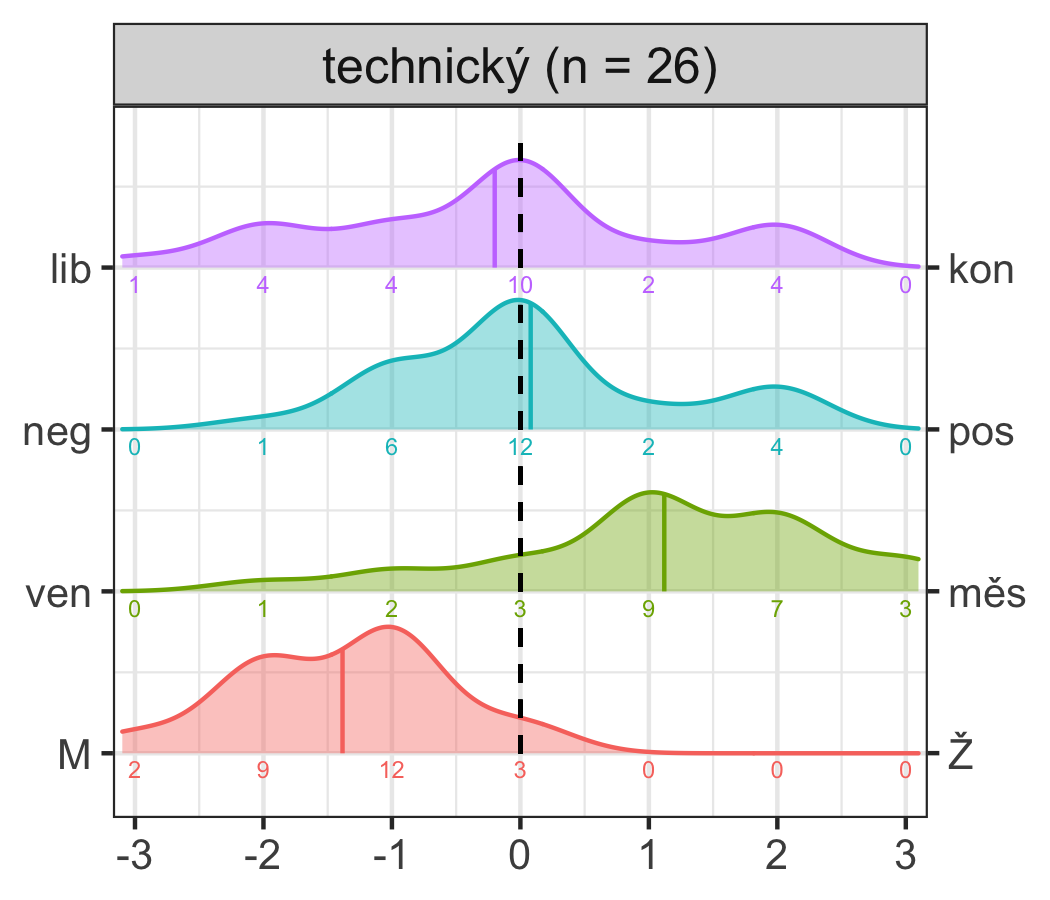 technický (n = 26)
lib kon
1 4 4 10 2 4 0
neg pos
0 1 6 12 2 4 0
ven měs
0 1 2 3 9 7 3
M Ž
2 9 12 3 0 0 0
-3 -2 -1 0 1 2 3